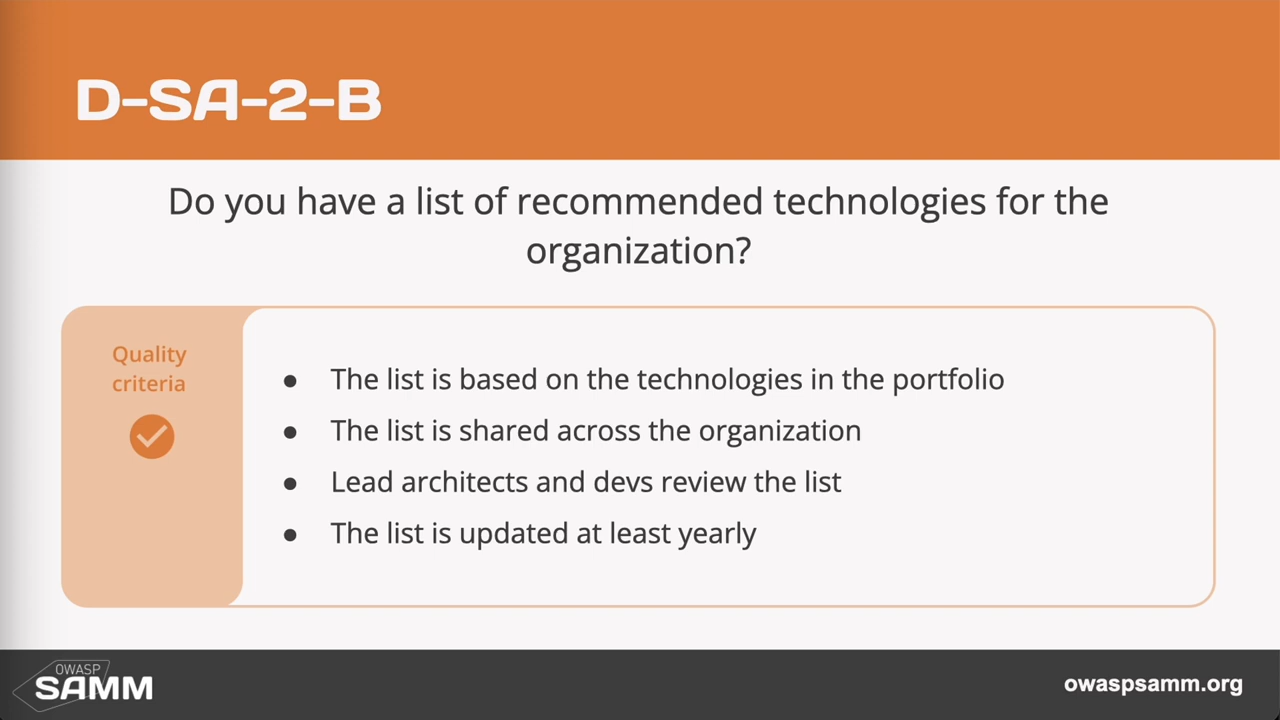 D-SA-2-B
Do you have a list of recommended technologies for the
organization?
Quality
criteria
● The list is based on the technologies in the portfolio
● The list is shared across the organization
● Lead architects and devs review the list
● The list is updated at least yearly
OWASP
SAMM
owaspsamm.org